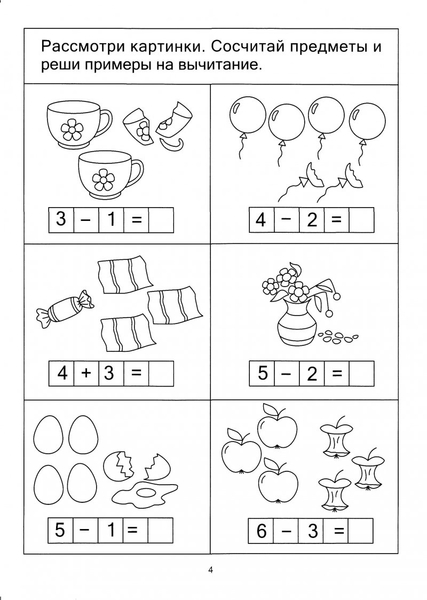 Рассмотри картинки. Сосчитай предметы и
реши примеры на вычитание.
3 – 1 =
4 – 2 =
4 + 3 =
5 – 2 =
5 – 1 =
6 – 3 =
4